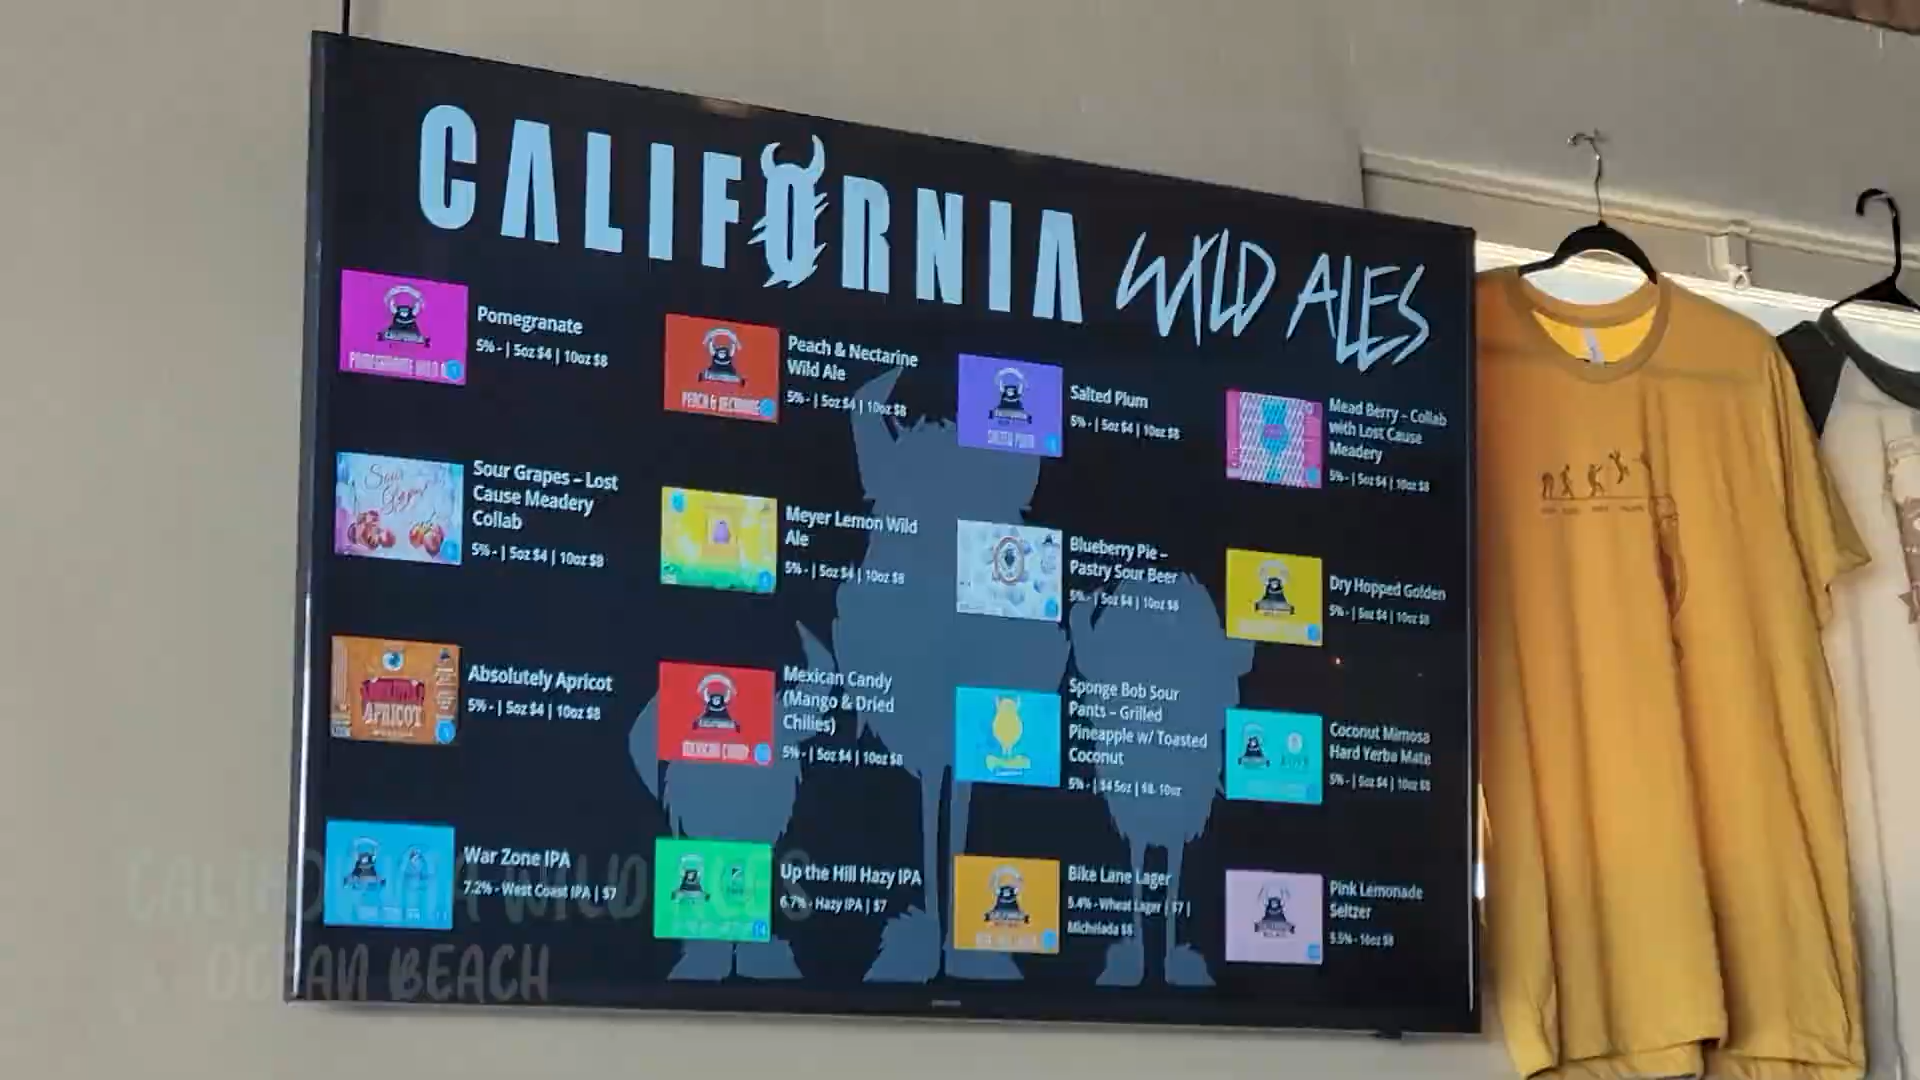 CALIFORNIA WILD ALES
Pomegranate
5% - | 5oz $4 | 10oz $8
Peach & Nectarine
Wild Ale
5% - | 5oz $4 | 10oz $8
Salted Plum
5% - | 5oz $4 | 10oz $8
Mead Berry – Collab
with Lost Cause
Meadery
5% - | 5oz $4 | 10oz $8
Sour Grapes – Lost
Cause Meadery
Collab
5% - | 5oz $4 | 10oz $8
Meyer Lemon Wild
Ale
5% - | 5oz $4 | 10oz $8
Blueberry Pie –
Pastry Sour Beer
5% - | 5oz $4 | 10oz $8
Dry Hopped Golden
5% - | 5oz $4 | 10oz $8
APRICOT
Absolutely Apricot
5% - | 5oz $4 | 10oz $8
MEXICAN CANDY
Mexican Candy
(Mango & Dried
Chilies)
5% - | 5oz $4 | 10oz $8
Sponge Bob Sour
Pants – Grilled
Pineapple w/ Toasted
Coconut
5% - | $4 5oz | $8- 10oz
Coconut Mimosa
Hard Yerba Mate
5% - | 5oz $4 | 10oz $8
War Zone IPA
7.2% - West Coast IPA | $7
Up the Hill Hazy IPA
6.7% - Hazy IPA | $7
Bike Lane Lager
5.4% - Wheat Lager | $7 |
Michelada $8
Pink Lemonade
Seltzer
5.5% - 16oz $8
CALIFORNIA WILD ALES
OCEAN BEACH